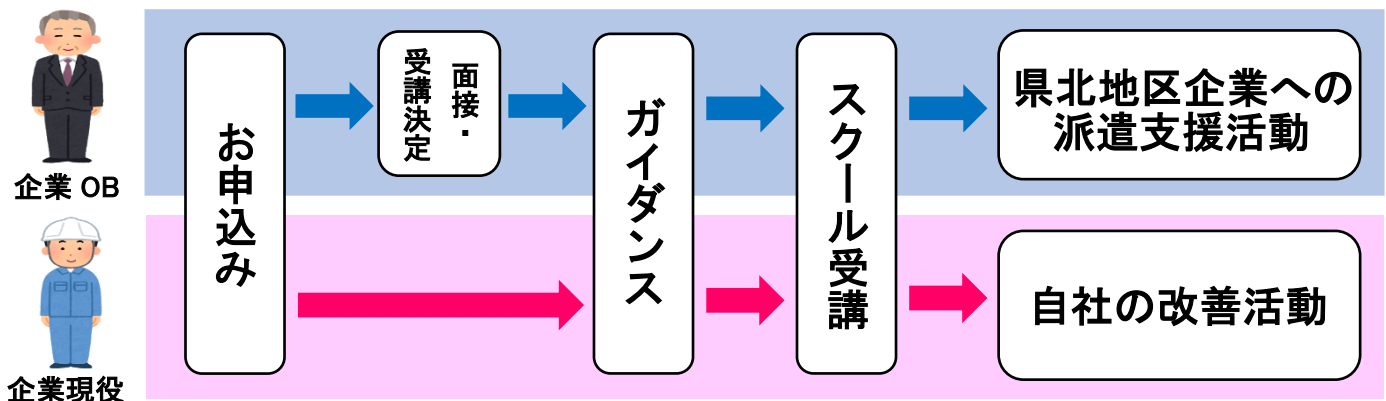 企業 OB
お申込み
面接・
受講決定
ガイダンス
スクール受講
県北地区企業への
派遣支援活動
企業現役
自社の改善活動